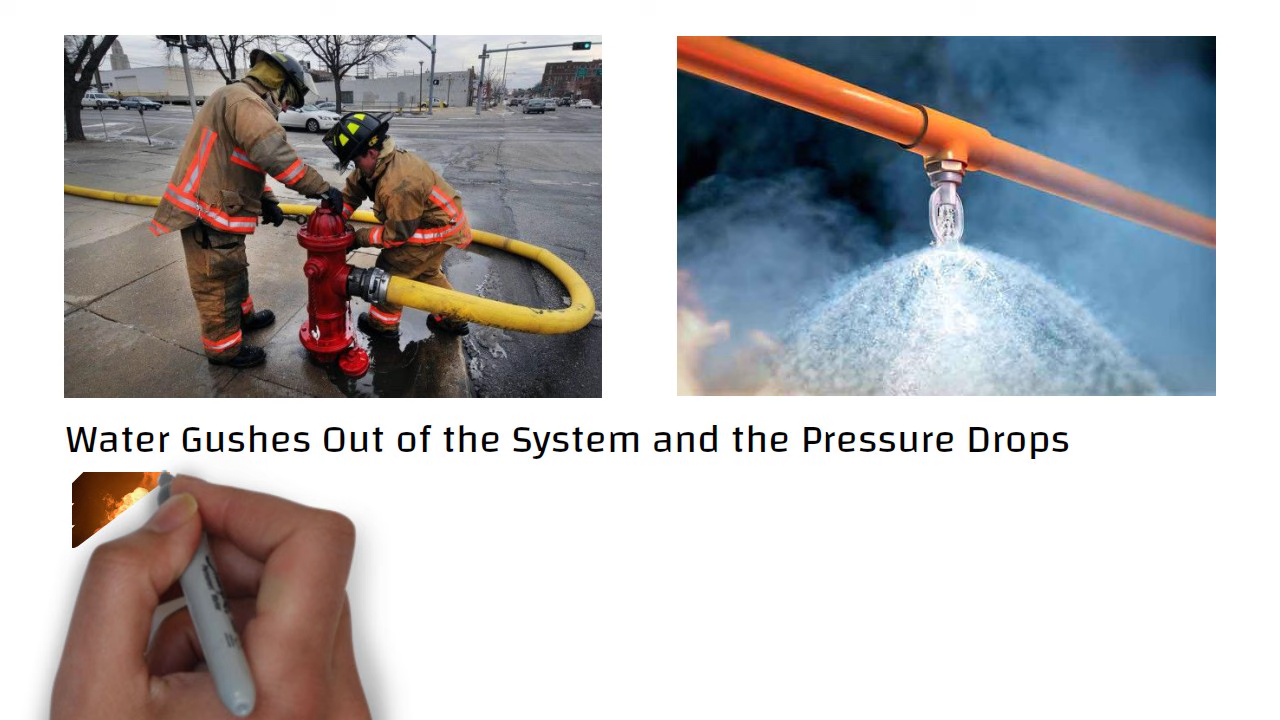 Water Gushes Out of the System and the Pressure Drops